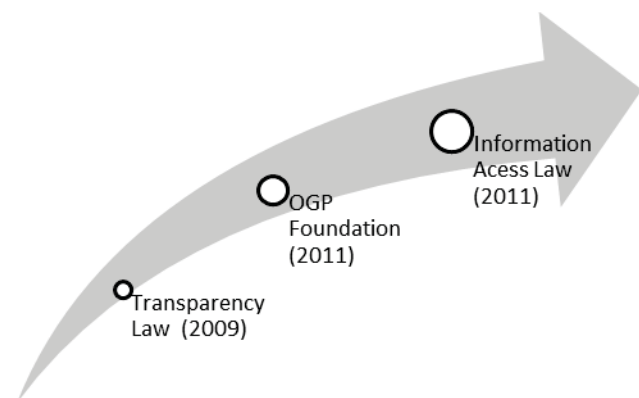 Information
Acess Law
(2011)
OGP
Foundation
(2011)
Transparency
Law (2009)